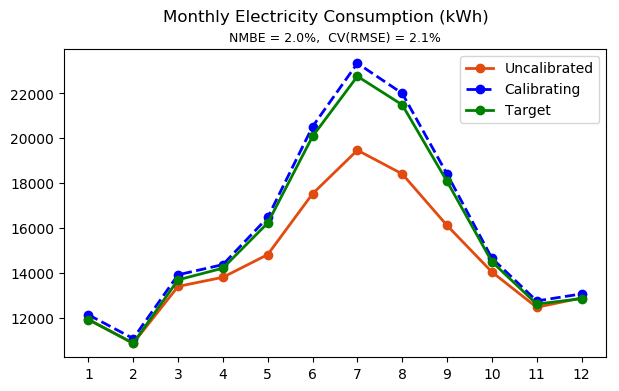 Monthly Electricity Consumption (kWh)
NMBE = 2.0%,  CV(RMSE) = 2.1%
Uncalibrated
Calibrating
Target
22000
20000
18000
16000
14000
12000
1 2 3 4 5 6 7 8 9 10 11 12